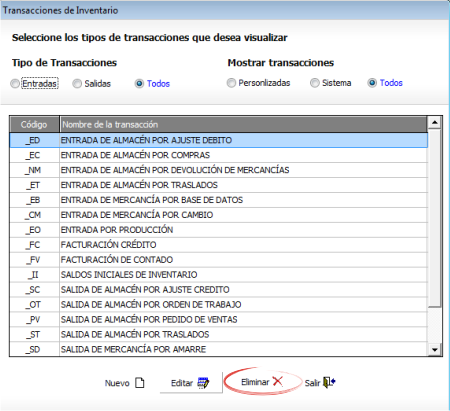 Transacciones de Inventario
Seleccione los tipos de transacciones que desea visualizar
Tipo de Transacciones Mostrar transacciones
Entradas Salidas Todos Personlizadas Sistema Todos
Código Nombre de la transacción
_ED ENTRADA DE ALMACÉN POR AJUSTE DEBITO
_EC ENTRADA DE ALMACÉN POR COMPRAS
_NM ENTRADA DE ALMACÉN POR DEVOLUCIÓN DE MERCANCÍAS
_ET ENTRADA DE ALMACÉN POR TRASLADOS
_EB ENTRADA DE MERCANCÍA POR BASE DE DATOS
_CM ENTRADA DE MERCANCÍA POR CAMBIO
_EO ENTRADA POR PRODUCCIÓN
_FC FACTURACIÓN CRÉDITO
_FV FACTURACIÓN DE CONTADO
_II SALDOS INICIALES DE INVENTARIO
_SC SALIDA DE ALMACÉN POR AJUSTE CREDITO
_OT SALIDA DE ALMACÉN POR ORDEN DE TRABAJO
_PV SALIDA DE ALMACÉN POR PEDIDO DE VENTAS
_ST SALIDA DE ALMACÉN POR TRASLADOS
_SD SALIDA DE MERCANCÍA POR AMARRE
Nuevo Editar Eliminar Salir